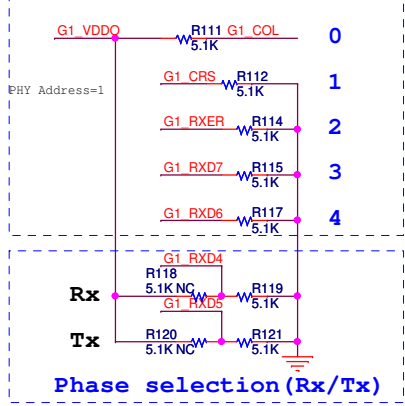 G1_VDDO R111 G1_COL 0
5.1K
G1_CRS R112 1
5.1K
PHY Address=1
G1_RXER R114 2
5.1K
G1_RXD7 R115 3
5.1K
G1_RXD6 R117 4
5.1K
G1_RXD4
R118
Rx 5.1K NC R119
5.1K
G1_RXD5
Tx R120 R121
5.1K NC 5.1K
Phase selection(Rx/Tx)